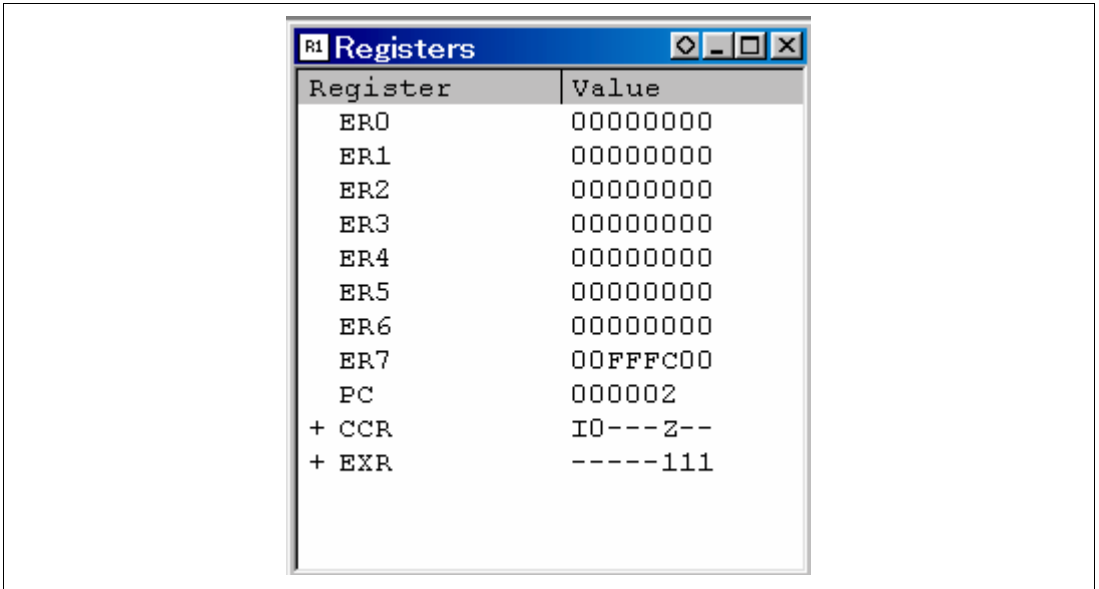 R1 Registers
Register Value
ER0 00000000
ER1 00000000
ER2 00000000
ER3 00000000
ER4 00000000
ER5 00000000
ER6 00000000
ER7 00FFFC00
PC 000002
+ CCR I0---Z--
+ EXR -----111